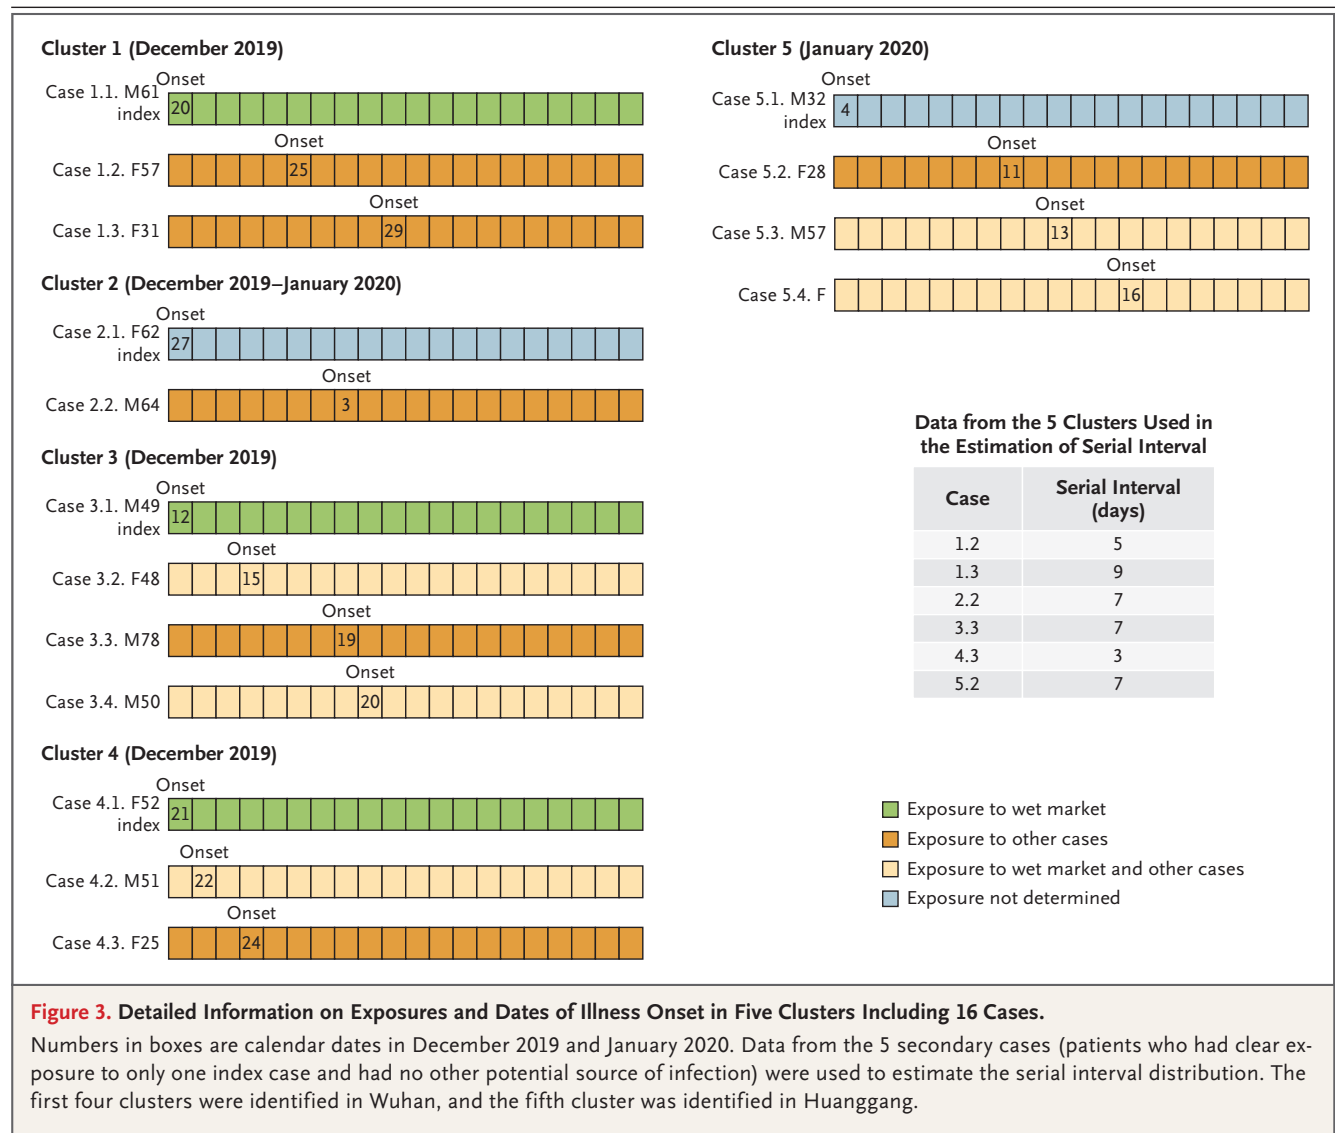 Cluster 1 (December 2019)
Onset
Case 1.1. M61
index
20
Onset
Case 1.2. F57
25
Onset
Case 1.3. F31
29
Cluster 2 (December 2019–January 2020)
Onset
Case 2.1. F62
index
27
Onset
Case 2.2. M64
3
Cluster 3 (December 2019)
Onset
Case 3.1. M49
index
12
Onset
Case 3.2. F48
15
Onset
Case 3.3. M78
19
Onset
Case 3.4. M50
20
Cluster 4 (December 2019)
Onset
Case 4.1. F52
index
21
Onset
Case 4.2. M51
22
Onset
Case 4.3. F25
24
Cluster 5 (January 2020)
Onset
Case 5.1. M32
index
4
Onset
Case 5.2. F28
11
Onset
Case 5.3. M57
13
Onset
Case 5.4. F
16
Data from the 5 Clusters Used in
the Estimation of Serial Interval
Case Serial Interval
(days)
1.2 5
1.3 9
2.2 7
3.3 7
4.3 3
5.2 7
Exposure to wet market
Exposure to other cases
Exposure to wet market and other cases
Exposure not determined
Figure 3. Detailed Information on Exposures and Dates of Illness Onset in Five Clusters Including 16 Cases.
Numbers in boxes are calendar dates in December 2019 and January 2020. Data from the 5 secondary cases (patients who had clear ex-
posure to only one index case and had no other potential source of infection) were used to estimate the serial interval distribution. The
first four clusters were identified in Wuhan, and the fifth cluster was identified in Huanggang.